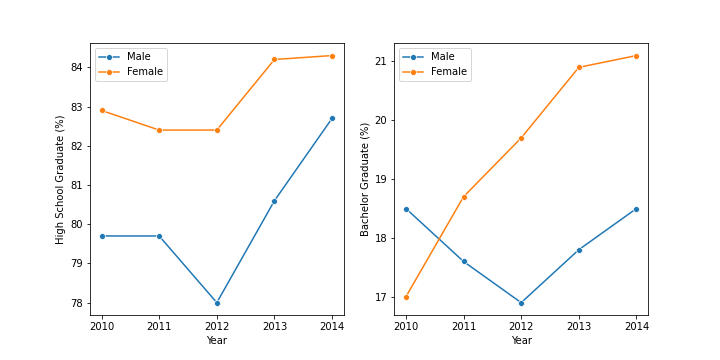 Male
Female
84
83
82
81
80
79
78
High School Graduate (%)
2010 2011 2012 2013 2014
Year
Male
Female
21
20
19
18
17
Bachelor Graduate (%)
2010 2011 2012 2013 2014
Year